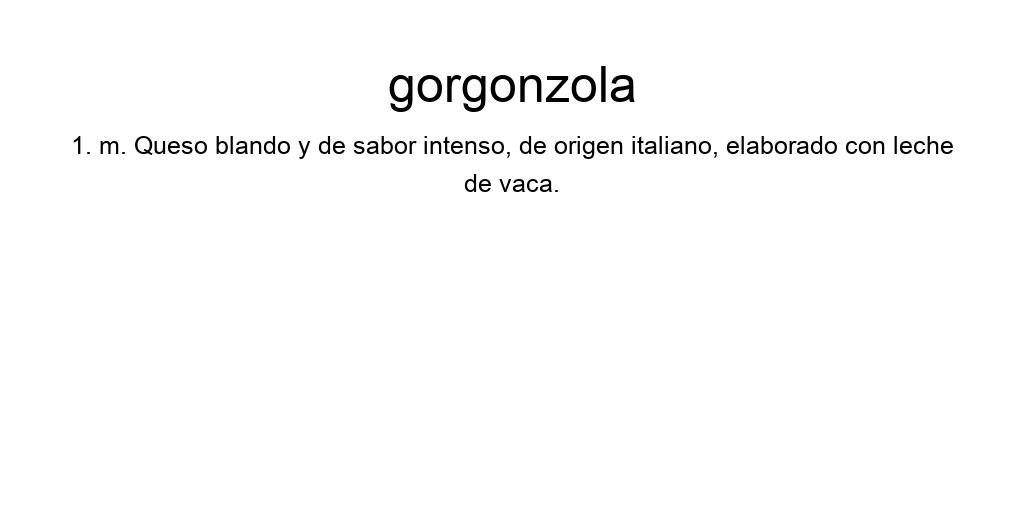 gorgonzola
1. m. Queso blando y de sabor intenso, de origen italiano, elaborado con leche
de vaca.